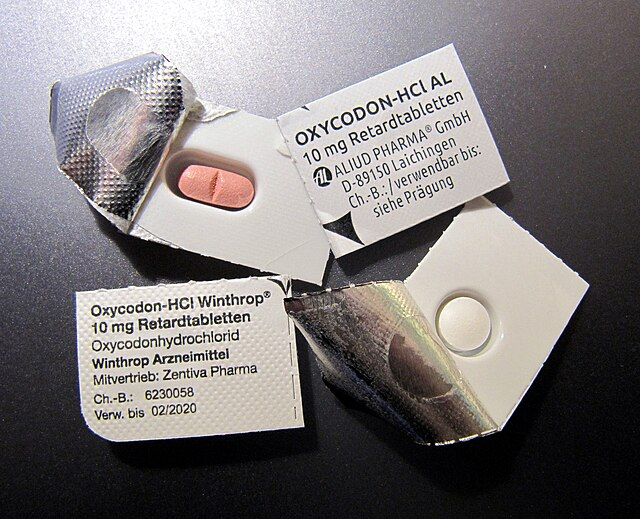 OXYCODON-HCl AL
10 mg Retardtabletten
AL ALIUD PHARMA® GmbH
D-89150 Laichingen
Ch.-B.:/verwendbar bis:
siehe Prägung
Oxycodon-HCl Winthrop®
10 mg Retardtabletten
Oxycodonhydrochlorid
Winthrop Arzneimittel
Mitvertrieb: Zentiva Pharma
Ch.-B.: 6230058
Verw. bis 02/2020